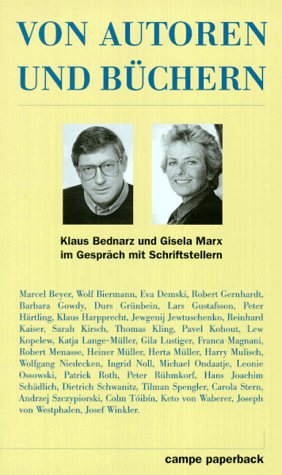 VON AUTOREN
UND BÜCHERN
Klaus Bednarz und Gisela Marx
im Gespräch mit Schriftstellern
Marcel Beyer, Wolf Biermann, Eva Demski, Robert Gernhardt,
Barbara Gowdy, Durs Grünbein, Lars Gustafsson, Peter
Härtling, Klaus Harpprecht, Jewgenij Jewtuschenko, Reinhard
Kaiser, Sarah Kirsch, Thomas Kling, Pavel Kohout, Lew
Kopelew, Katja Lange-Müller, Gila Lustiger, Franca Magnani,
Robert Menasse, Heiner Müller, Herta Müller, Harry Mulisch,
Wolfgang Niedecken, Ingrid Noll, Michael Ondaatje, Leonie
Ossowski, Patrick Roth, Peter Rühmkorf, Hans Joachim
Schädlich, Dietrich Schwanitz, Tilman Spengler, Carola Stern,
Andrzej Szczypiorski, Colm Tóibín, Keto von Waberer, Joseph
von Westphalen, Josef Winkler.
campe paperback